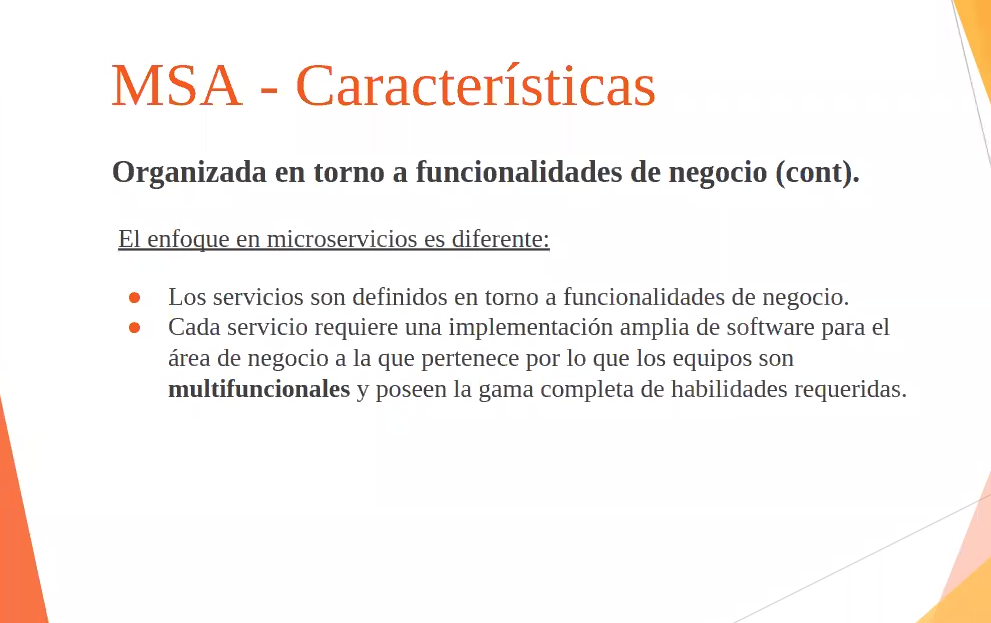 MSA - Características
Organizada en torno a funcionalidades de negocio (cont).
El enfoque en microservicios es diferente:
● Los servicios son definidos en torno a funcionalidades de negocio.
● Cada servicio requiere una implementación amplia de software para el
área de negocio a la que pertenece por lo que los equipos son
multifuncionales y poseen la gama completa de habilidades requeridas.